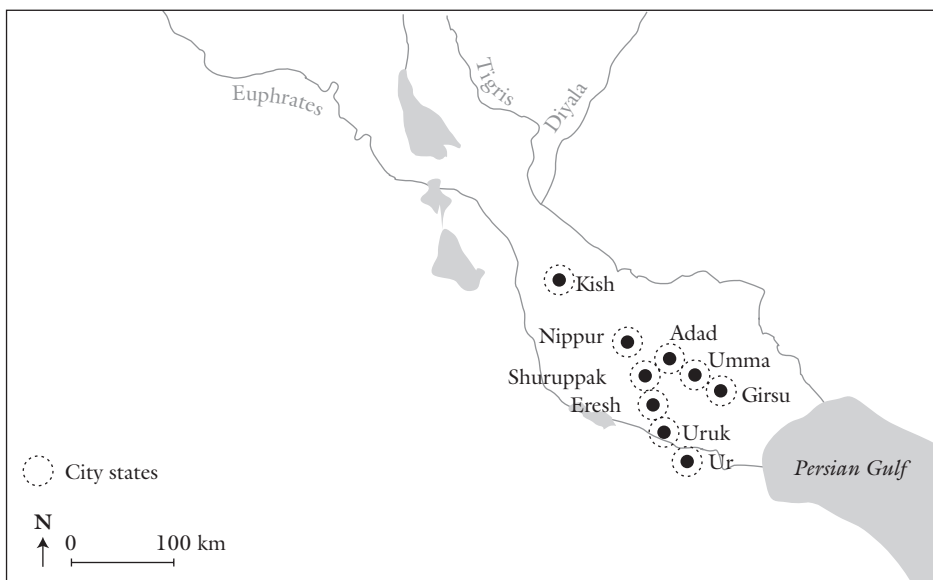 Euphrates
Tigris
Diyala
Kish
Nippur
Adad
Umma
Shuruppak
Girsu
Eresh
Uruk
Ur
City states
Persian Gulf
N
0 100 km